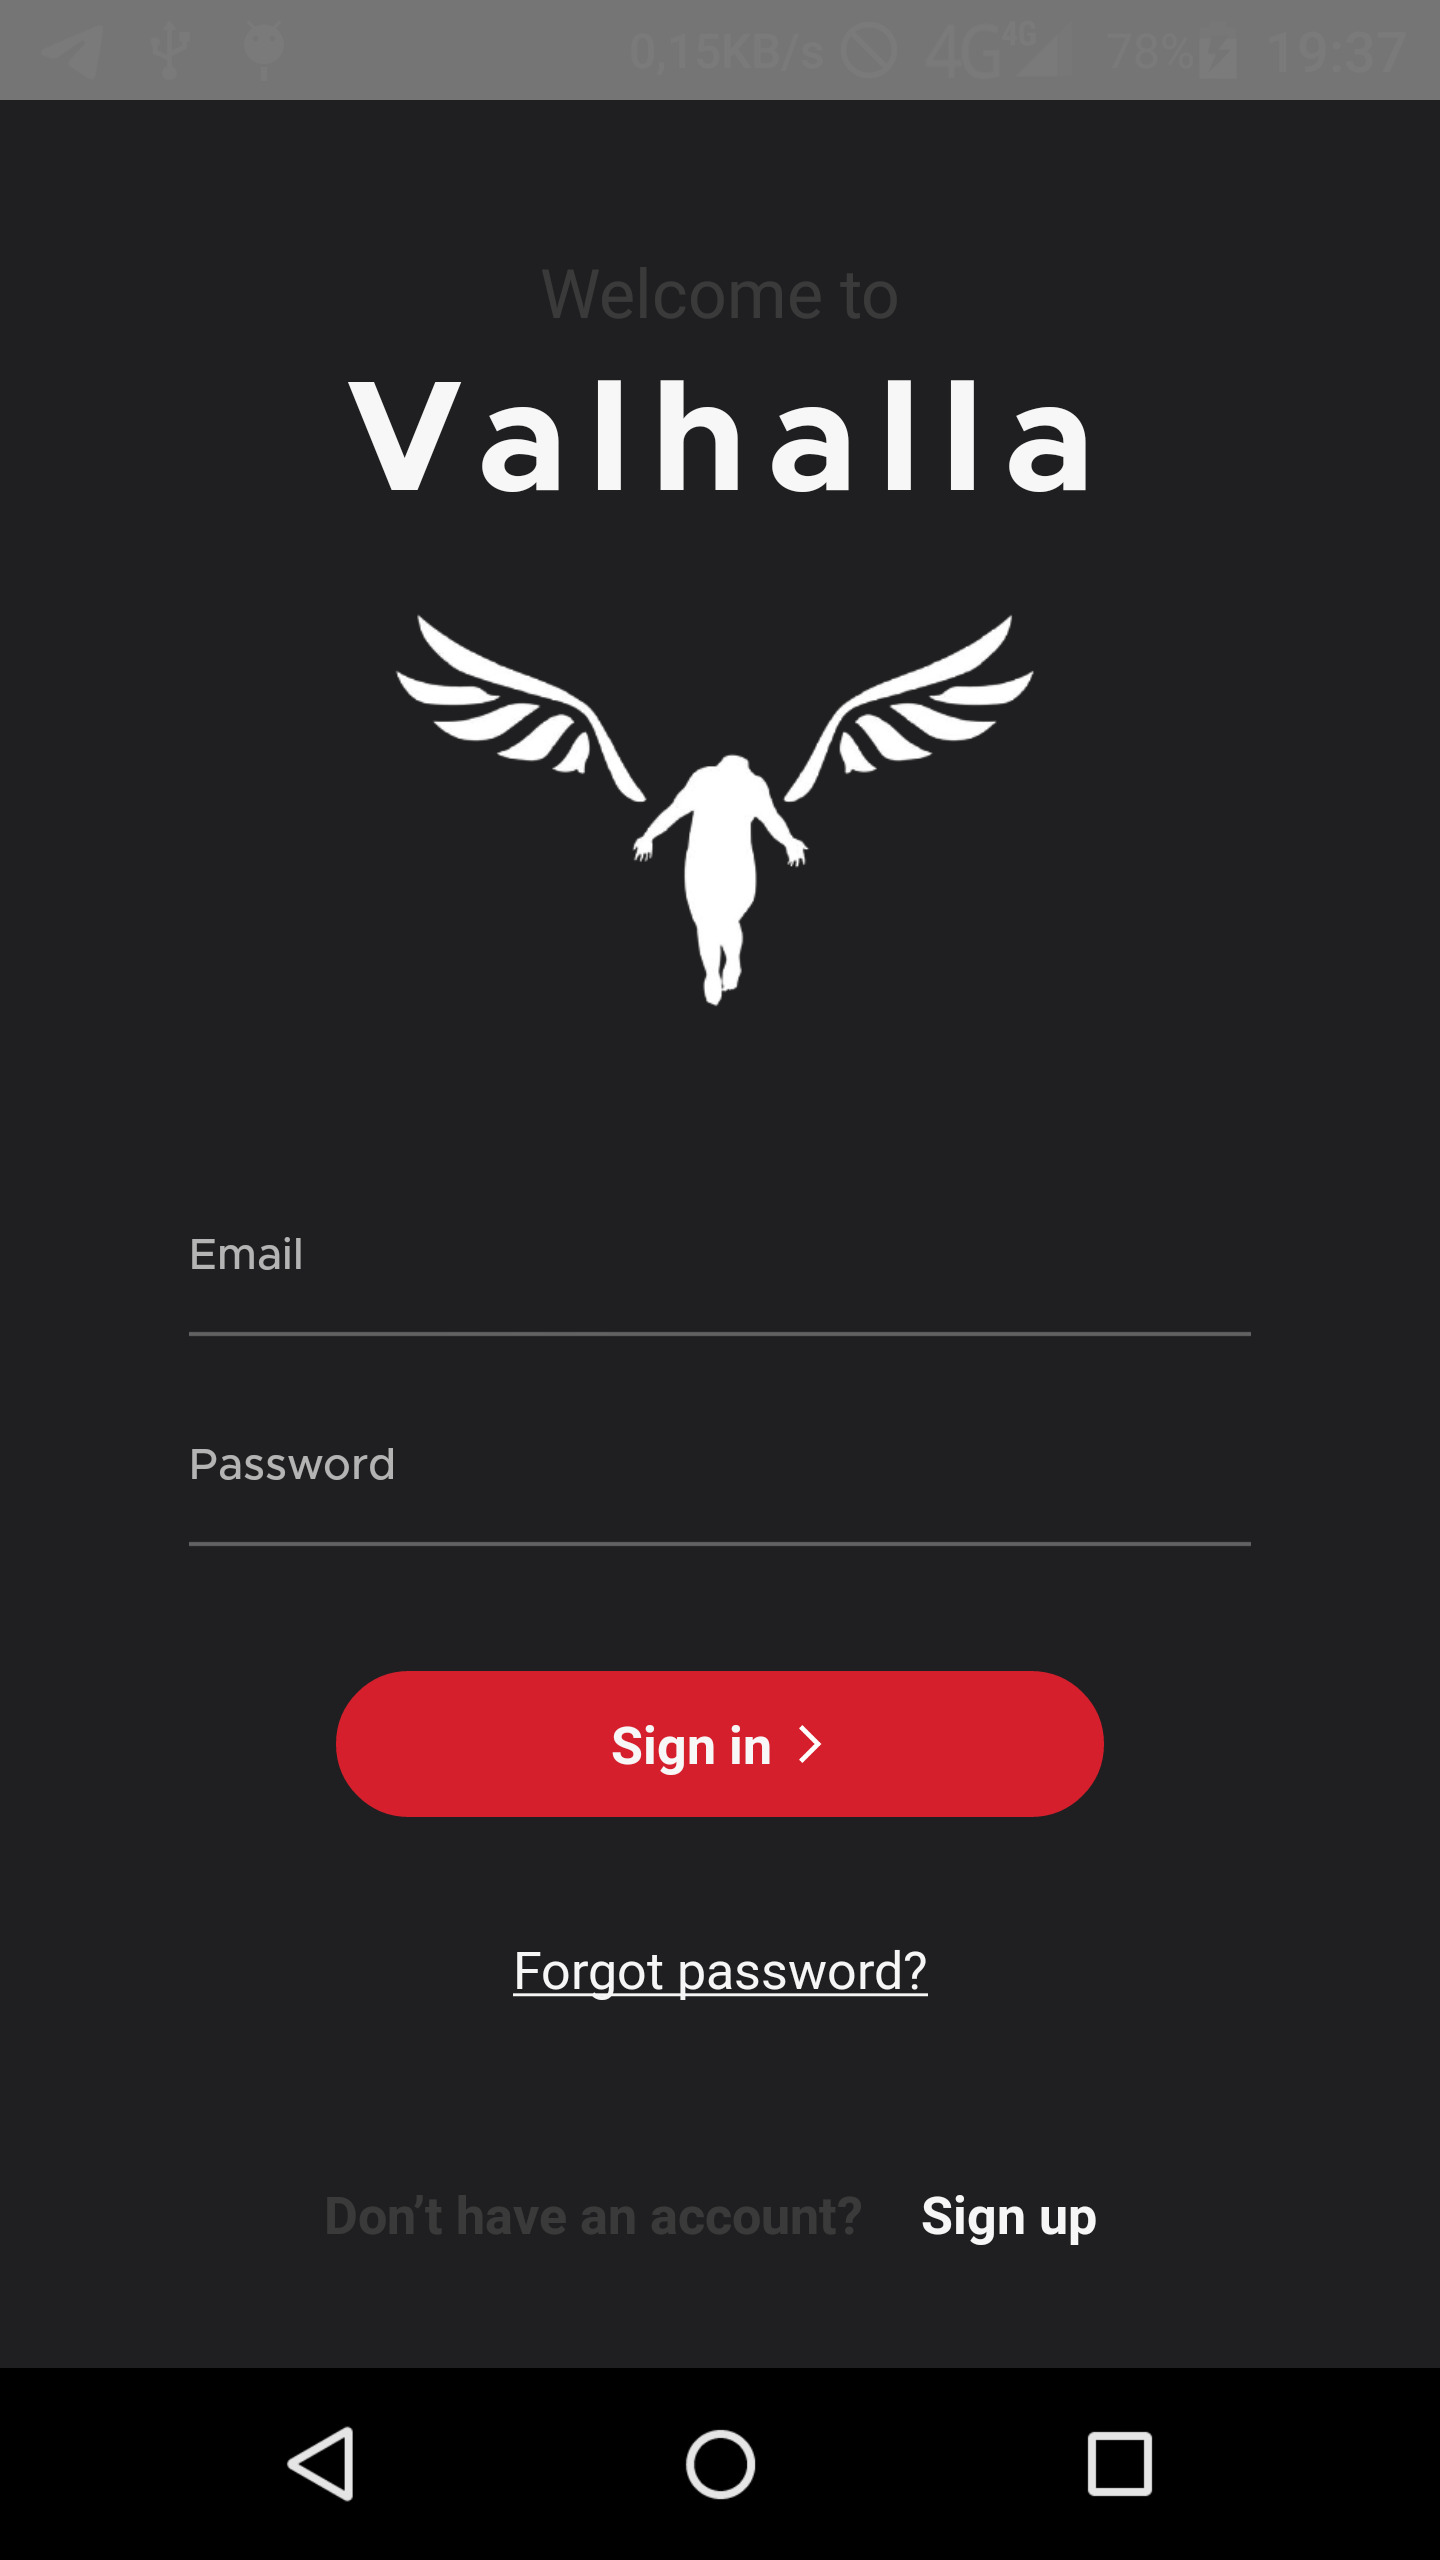 0,15KB/s 4G 4G 78% 19:37
Welcome to
Valhalla
Email
Password
Sign in
Forgot password?
Don’t have an account? Sign up